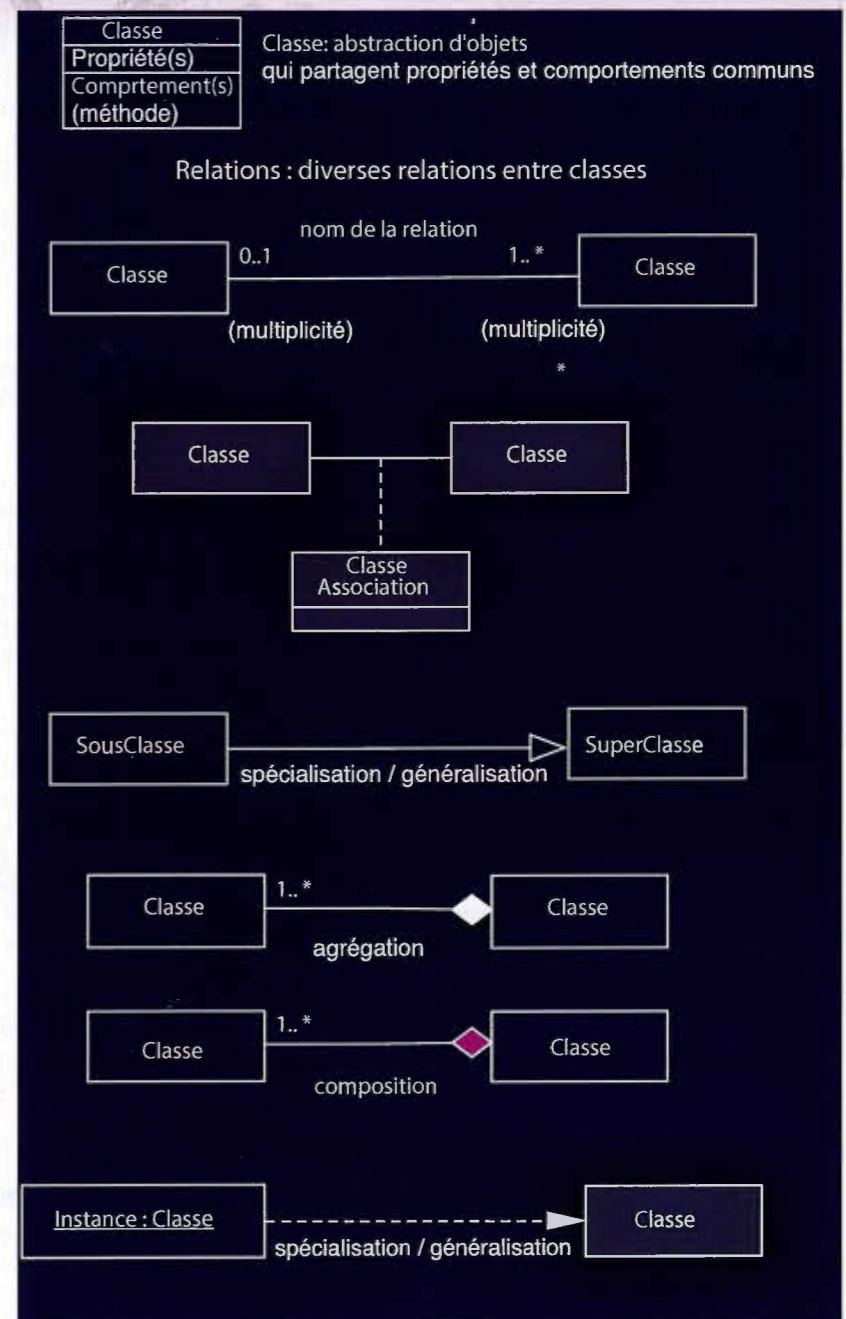 Classe
Propriété(s)
Comprtement(s)
(méthode)
Classe: abstraction d'objets
qui partagent propriétés et comportements communs
Relations : diverses relations entre classes
nom de la relation
Classe
0..1
1.. *
Classe
(multiplicité)
(multiplicité)
*
Classe
Classe
Classe
Association
SousClasse
SuperClasse
spécialisation / généralisation
Classe
1.. *
Classe
agrégation
Classe
1.. *
Classe
composition
Instance : Classe
Classe
spécialisation / généralisation